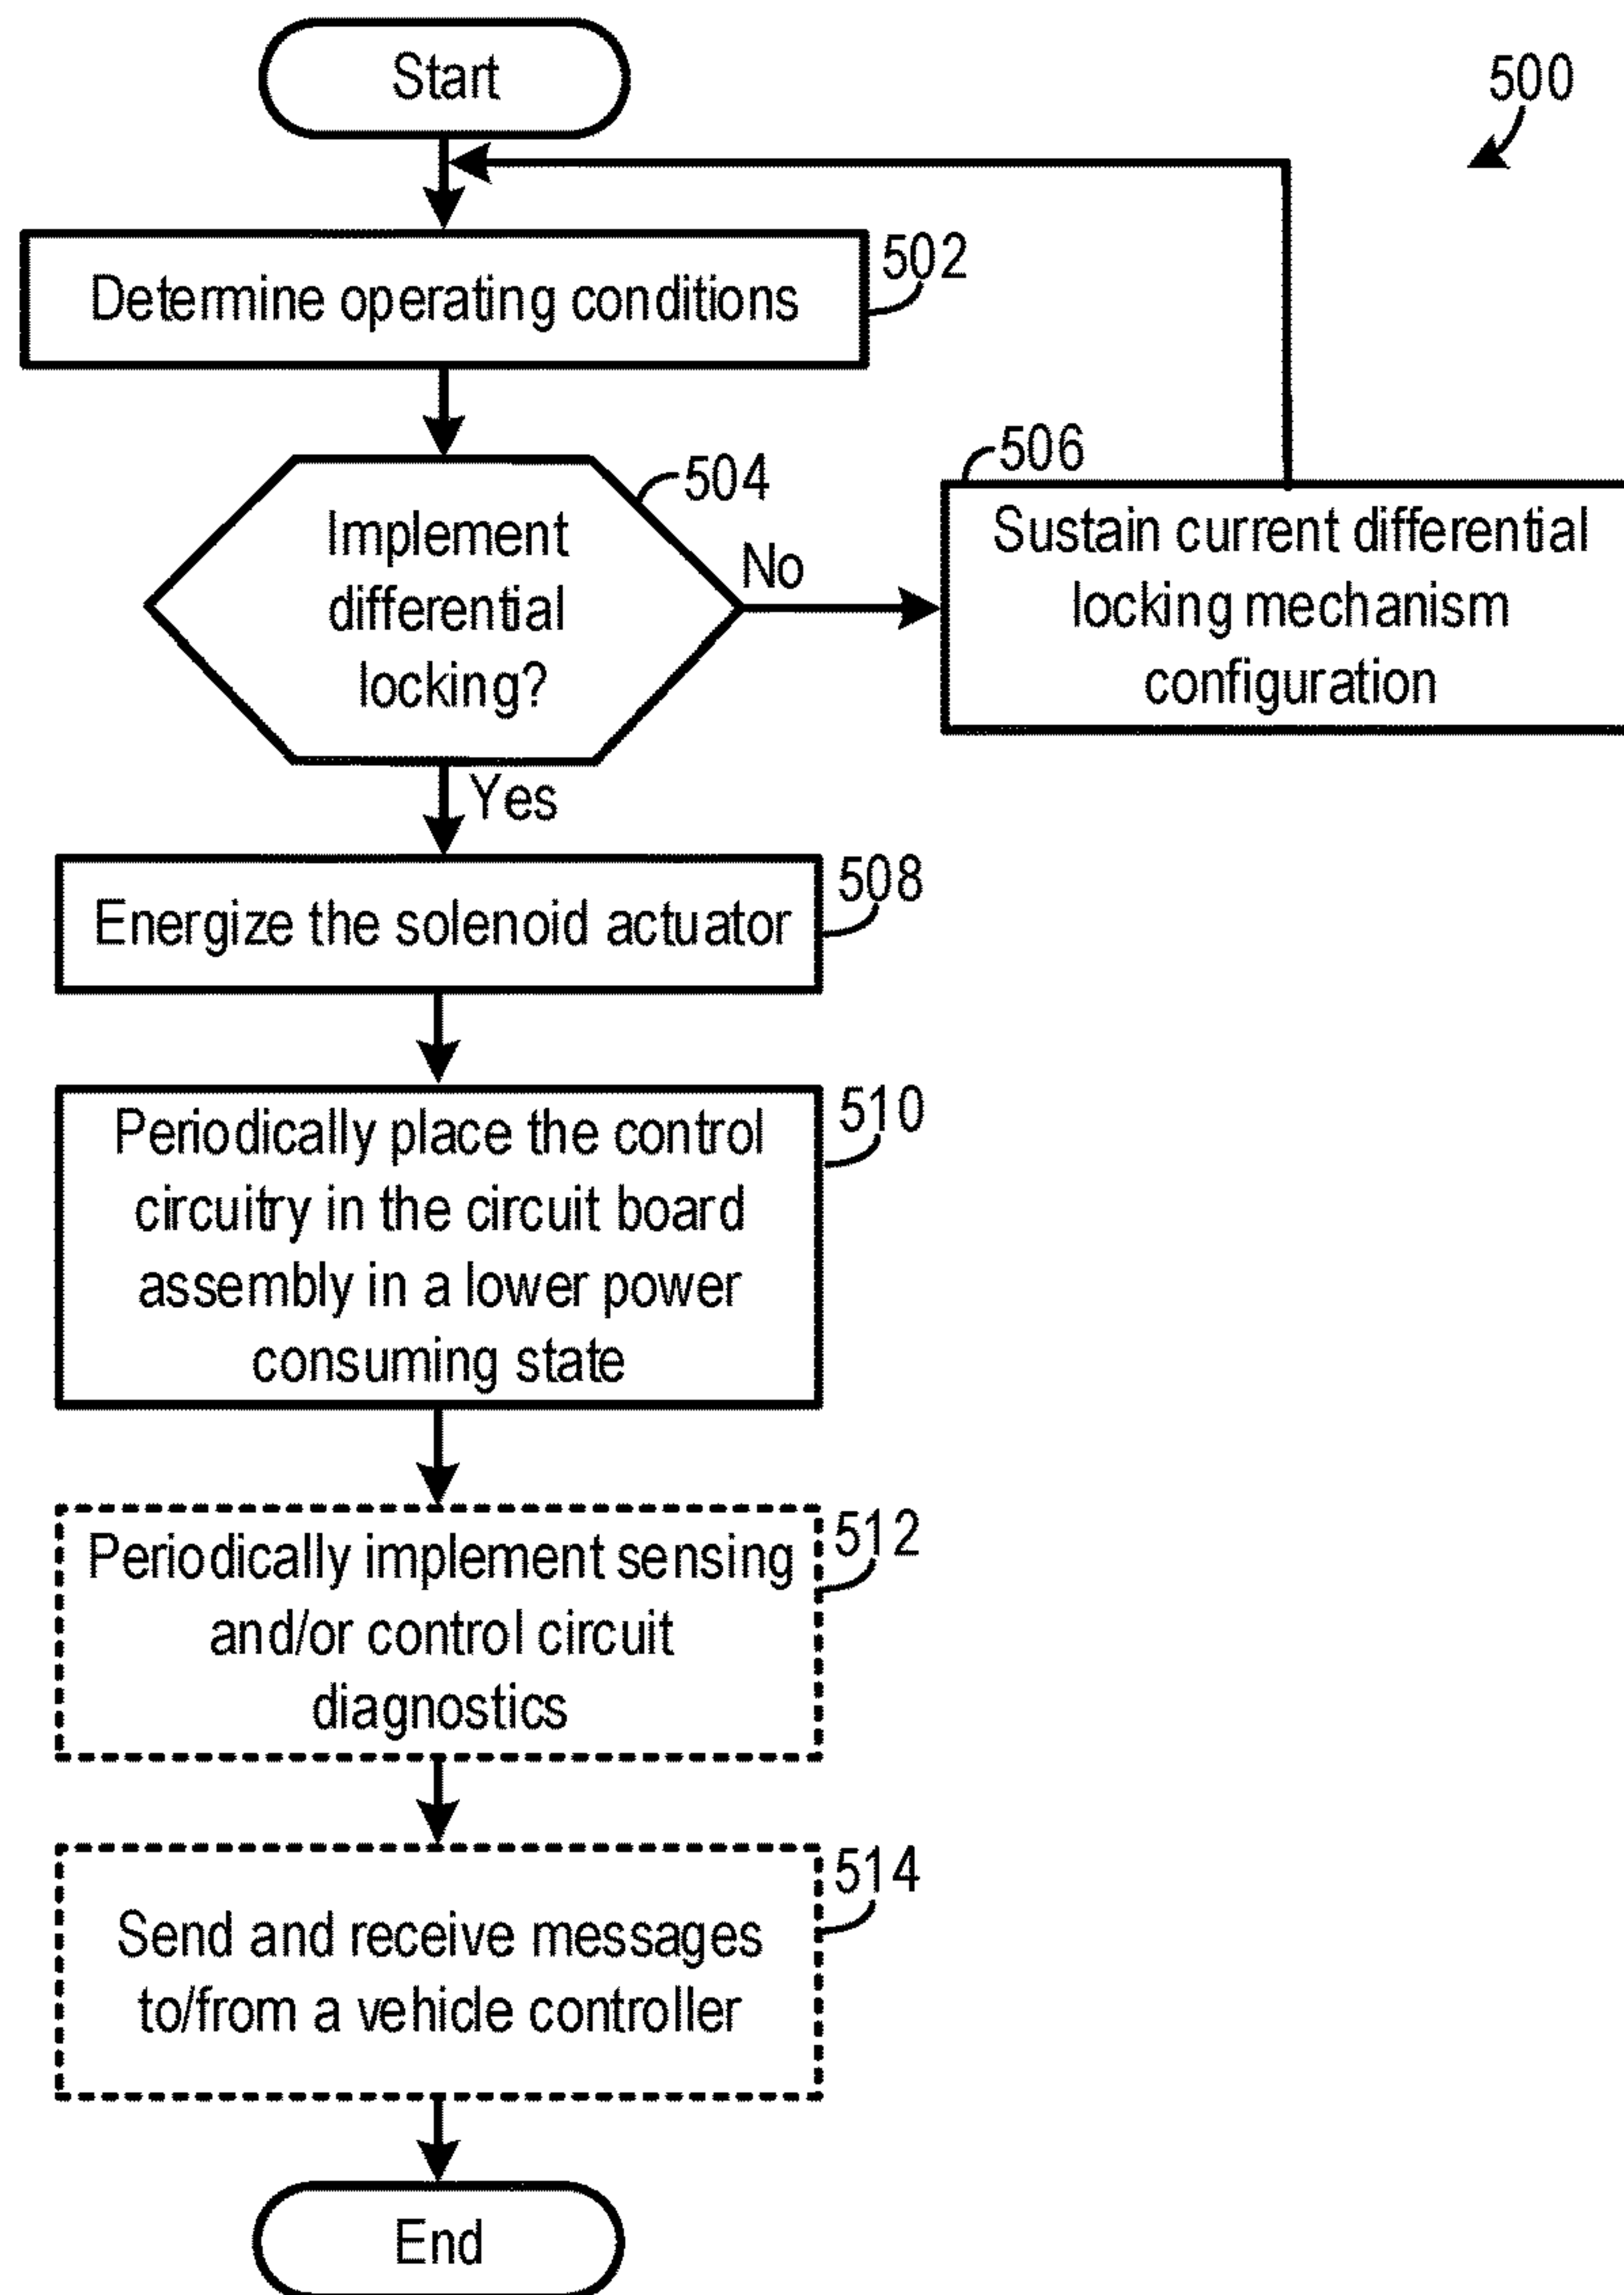 Start
500
502
Determine operating conditions
504
Implement
differential
locking?
No
506
Sustain current differential
locking mechanism
configuration
Yes
508
Energize the solenoid actuator
510
Periodically place the control
circuitry in the circuit board
assembly in a lower power
consuming state
512
Periodically implement sensing
and/or control circuit
diagnostics
514
Send and receive messages
to/from a vehicle controller
End